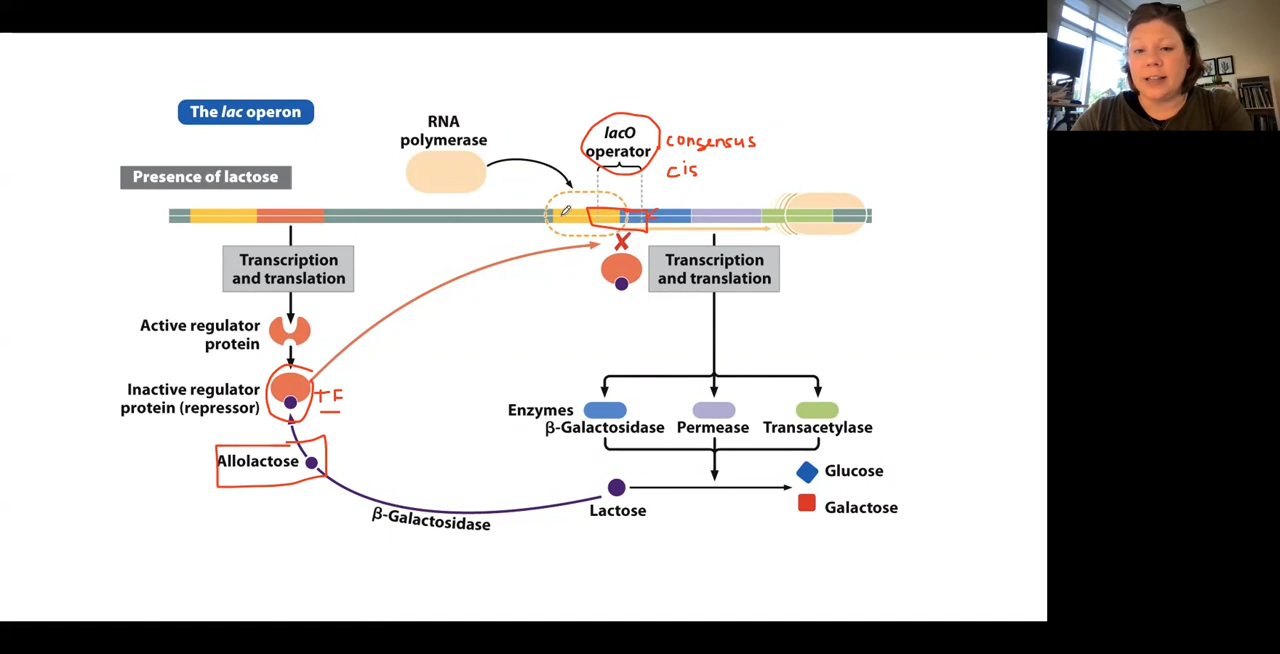 The lac operon
RNA
polymerase
lacO
operator
consensus
cis
Presence of lactose
Transcription
and translation
Transcription
and translation
Active regulator
protein
Inactive regulator
protein (repressor)
TF
Allolactose
β-Galactosidase
Enzymes
β-Galactosidase
Permease
Transacetylase
Lactose
Glucose
Galactose